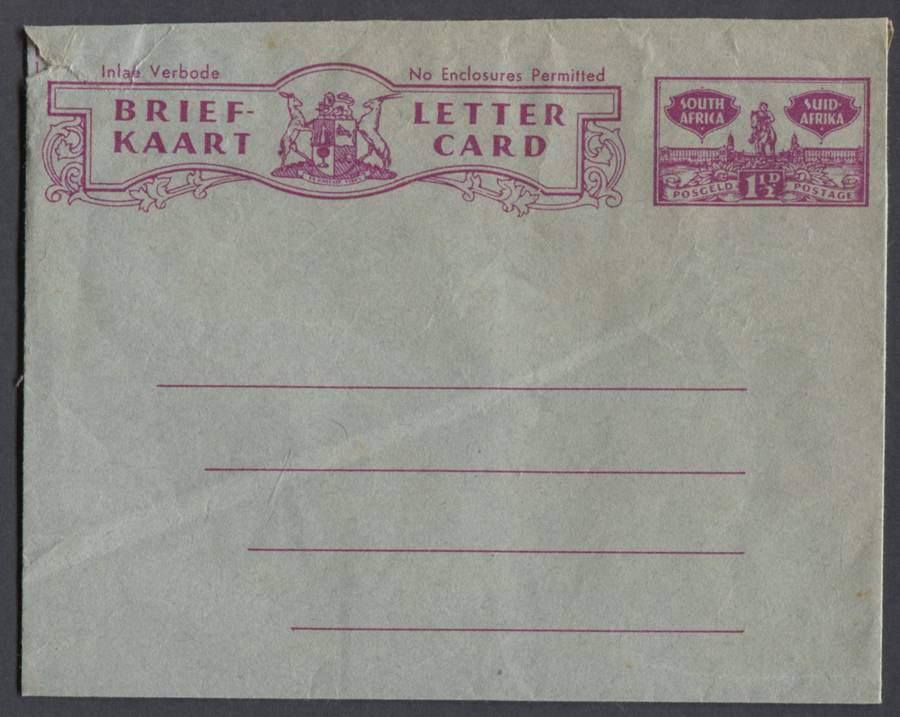 Inlae Verbode
No Enclosures Permitted
BRIEF-
KAART
LETTER
CARD
SOUTH
AFRICA
SUID-
AFRIKA
POSGELD 1½D POSTAGE